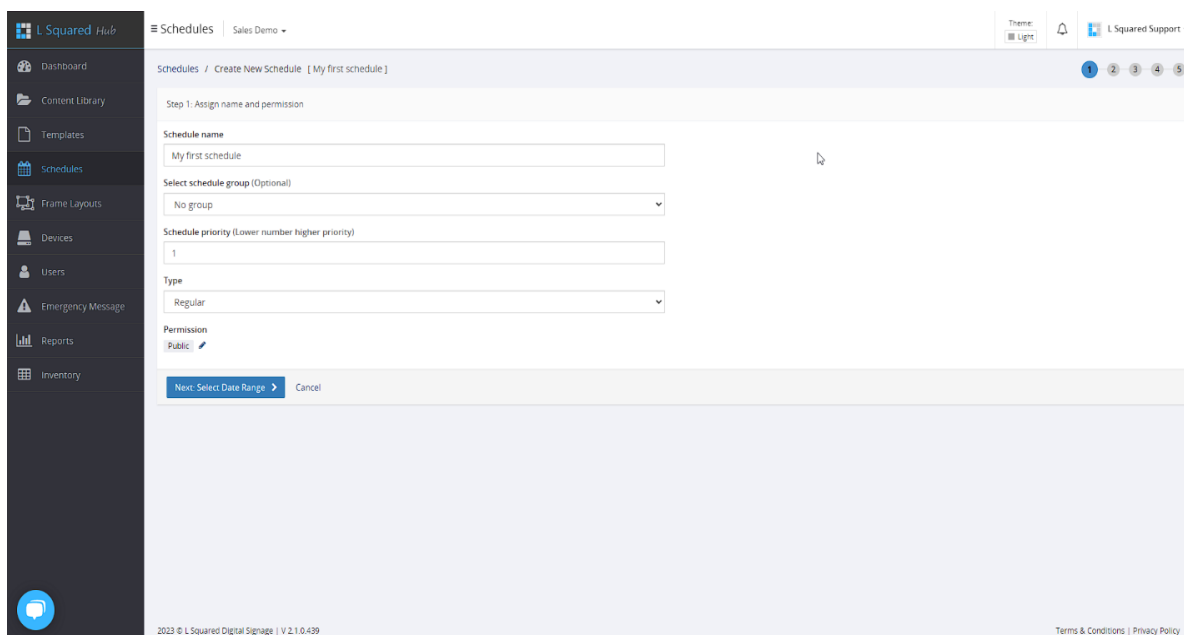 L Squared Hub
≡ Schedules
Sales Demo
Theme:
Light
L Squared Support
Dashboard
Content Library
Templates
Schedules
Frame Layouts
Devices
Users
Emergency Message
Reports
Inventory
Schedules / Create New Schedule [ My first schedule ]
1 2 3 4 5
Step 1: Assign name and permission
Schedule name
My first schedule
Select schedule group (Optional)
No group
Schedule priority (Lower number higher priority)
1
Type
Regular
Permission
Public
Next: Select Date Range
Cancel
2023 © L Squared Digital Signage | V 2.1.0.439
Terms & Conditions | Privacy Policy